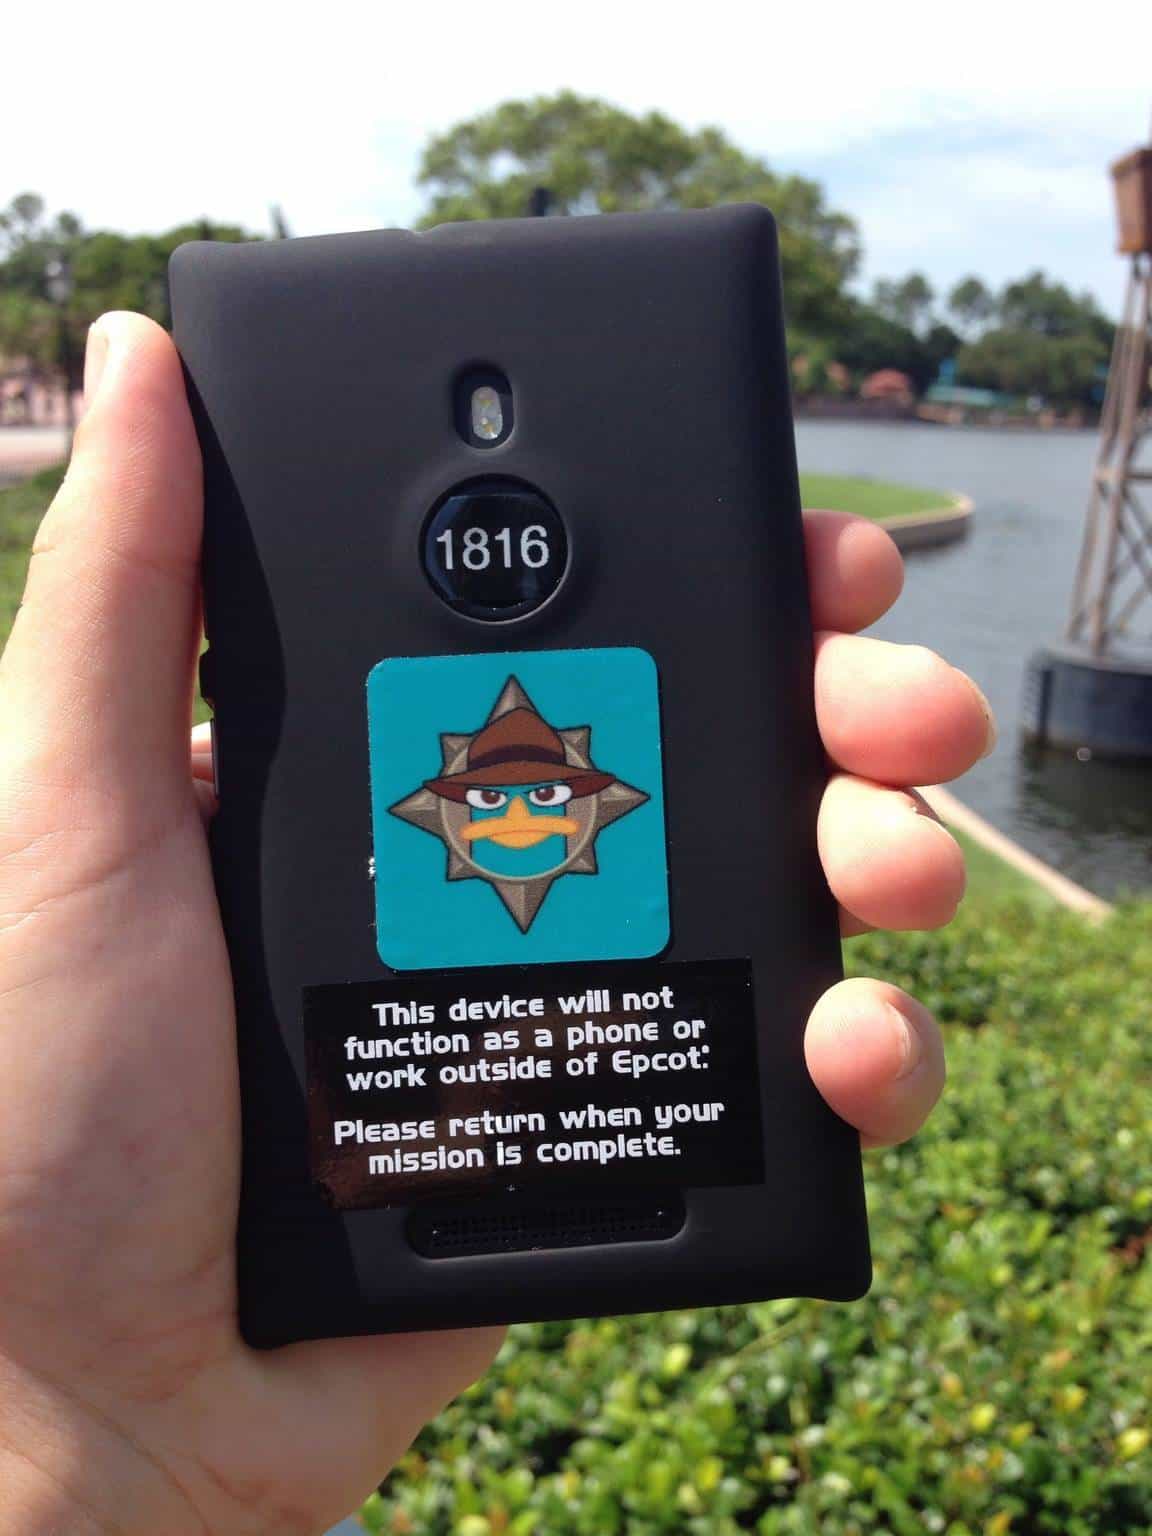 1816
This device will not
function as a phone or
work outside of Epcot.
Please return when your
mission is complete.